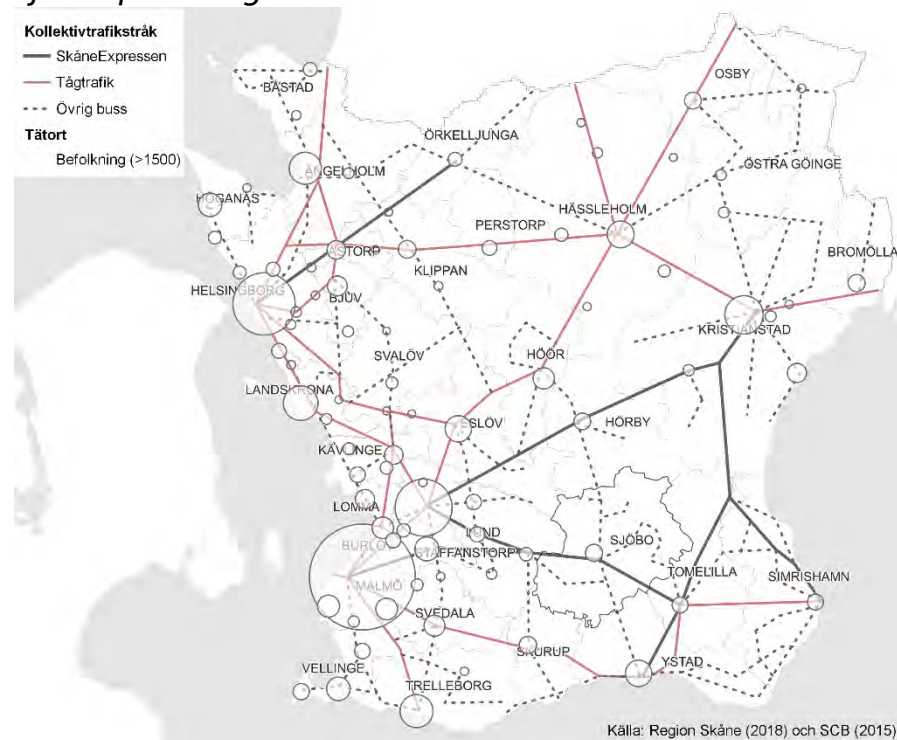 Kollektivtrafikstråk
SkåneExpressen
Tågtrafik
Övrig buss
Tätort
Befolkning (>1500)
BÅSTAD
OSBY
ÖRKELLJUNGA
ÄNGELHOLM
ÖSTRA GÖINGE
HÖGANÄS
HÄSSLEHOLM
PERSTORP
ÅSTORP
BROMÖLLA
KLIPPAN
HELSINGBORG
BJUV
KRISTIANSTAD
SVALÖV
HÖÖR
LANDSKRONA
ESLÖV
HÖRBY
KÄVLINGE
LOMMA
LUND
BURLÖV
SJÖBO
STAFFANSTORP
TOMELILLA
SIMRISHAMN
MALMÖ
SVEDALA
SKURUP
YSTAD
VELLINGE
TRELLEBORG
Källa: Region Skåne (2018) och SCB (2015)